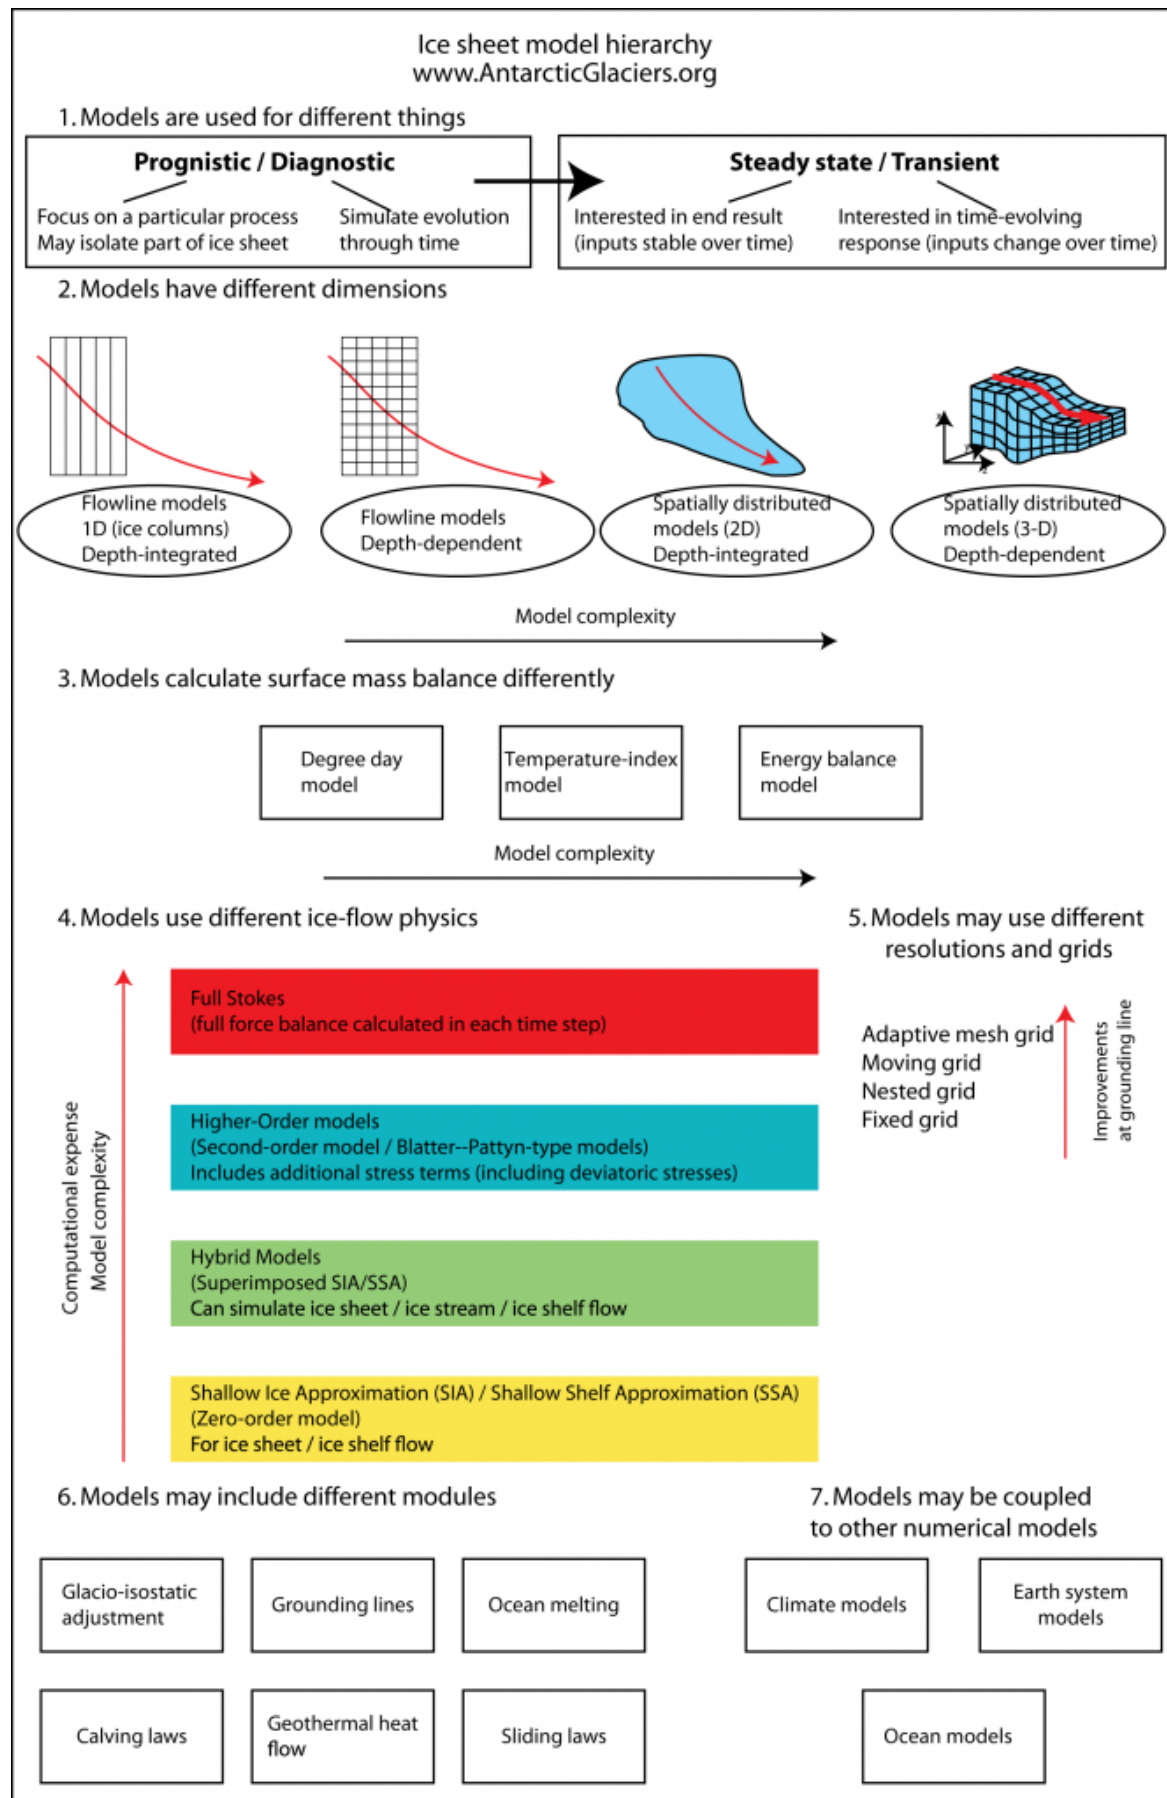 Ice sheet model hierarchy
www.AntarcticGlaciers.org
1. Models are used for different things
Prognistic / Diagnostic
Focus on a particular process
May isolate part of ice sheet
Simulate evolution
through time
Steady state / Transient
Interested in end result
(inputs stable over time)
Interested in time-evolving
response (inputs change over time)
2. Models have different dimensions
Flowline models
1D (ice columns)
Depth-integrated
Flowline models
Depth-dependent
Spatially distributed
models (2D)
Depth-integrated
Spatially distributed
models (3-D)
Depth-dependent
Model complexity
3. Models calculate surface mass balance differently
Degree day
model
Temperature-index
model
Energy balance
model
Model complexity
4. Models use different ice-flow physics
Computational expense
Model complexity
Full Stokes
(full force balance calculated in each time step)
Higher-Order models
(Second-order model / Blatter--Pattyn-type models)
Includes additional stress terms (including deviatoric stresses)
Hybrid Models
(Superimposed SIA/SSA)
Can simulate ice sheet / ice stream / ice shelf flow
Shallow Ice Approximation (SIA) / Shallow Shelf Approximation (SSA)
(Zero-order model)
For ice sheet / ice shelf flow
5. Models may use different
resolutions and grids
Adaptive mesh grid
Moving grid
Nested grid
Fixed grid
Improvements
at grounding line
6. Models may include different modules
Glacio-isostatic
adjustment
Grounding lines
Ocean melting
Calving laws
Geothermal heat
flow
Sliding laws
7. Models may be coupled
to other numerical models
Climate models
Earth system
models
Ocean models